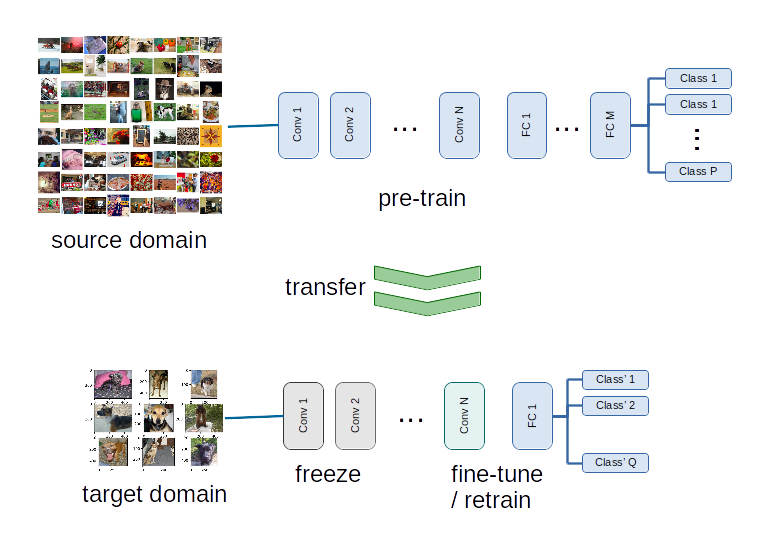 Conv 1
Conv 2
...
Conv N
FC 1
...
FC M
Class 1
Class 1
...
Class P
pre-train
source domain
transfer
Conv 1
Conv 2
...
Conv N
FC 1
Class' 1
Class' 2
Class' Q
freeze
fine-tune
/ retrain
target domain